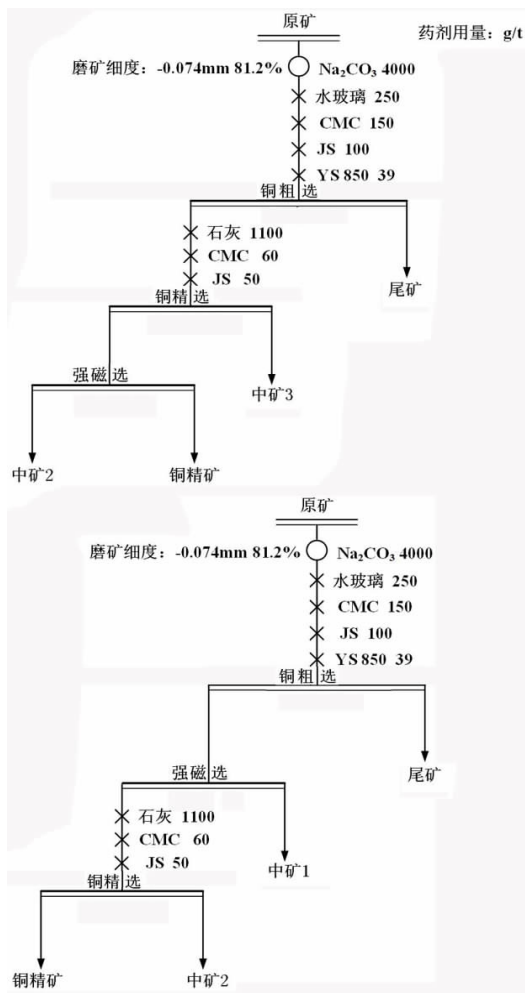 原矿
药剂用量：g/t
磨矿细度：-0.074mm 81.2% Na₂CO₃ 4000
水玻璃 250
CMC 150
JS 100
YS 850 39
铜粗选
石灰 1100
CMC 60
JS 50
尾矿
铜精选
强磁选
中矿3
中矿2
铜精矿
原矿
磨矿细度：-0.074mm 81.2% Na₂CO₃ 4000
水玻璃 250
CMC 150
JS 100
YS 850 39
铜粗选
强磁选
尾矿
石灰 1100
CMC 60
JS 50
中矿1
铜精选
铜精矿
中矿2